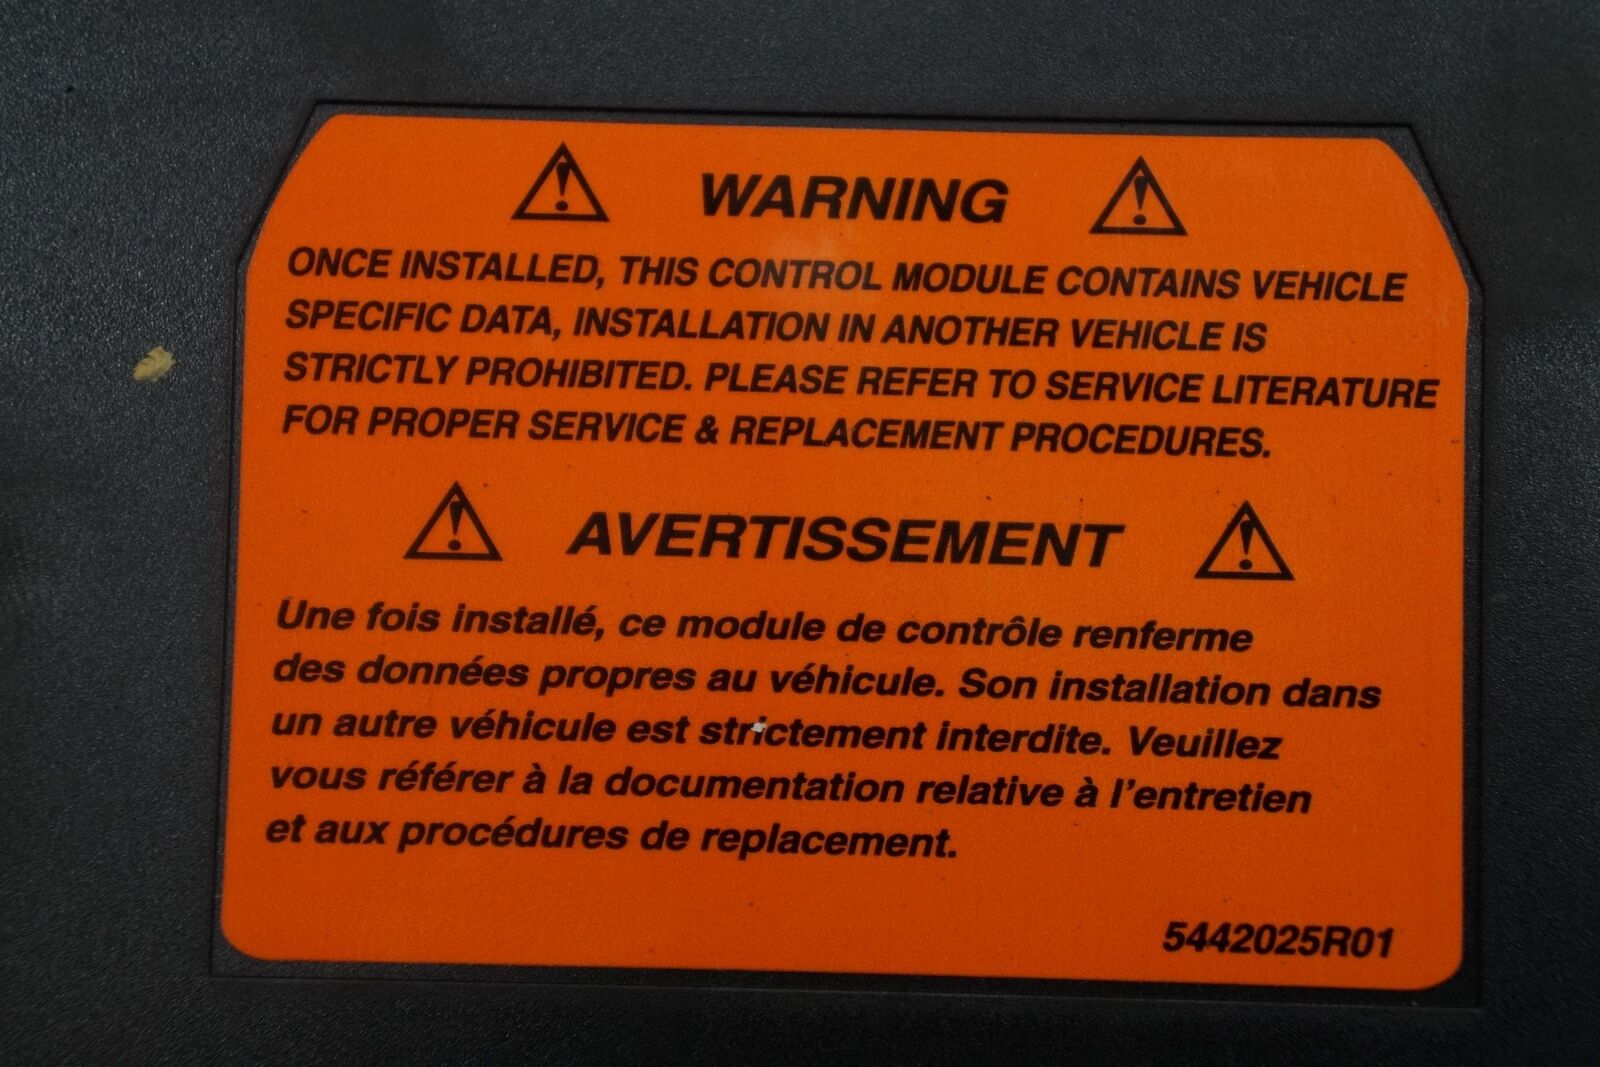 WARNING
ONCE INSTALLED, THIS CONTROL MODULE CONTAINS VEHICLE
SPECIFIC DATA, INSTALLATION IN ANOTHER VEHICLE IS
STRICTLY PROHIBITED. PLEASE REFER TO SERVICE LITERATURE
FOR PROPER SERVICE & REPLACEMENT PROCEDURES.
AVERTISSEMENT
Une fois installé, ce module de contrôle renferme
des données propres au véhicule. Son installation dans
un autre véhicule est strictement interdite. Veuillez
vous référer à la documentation relative à l'entretien
et aux procédures de replacement.
5442025R01